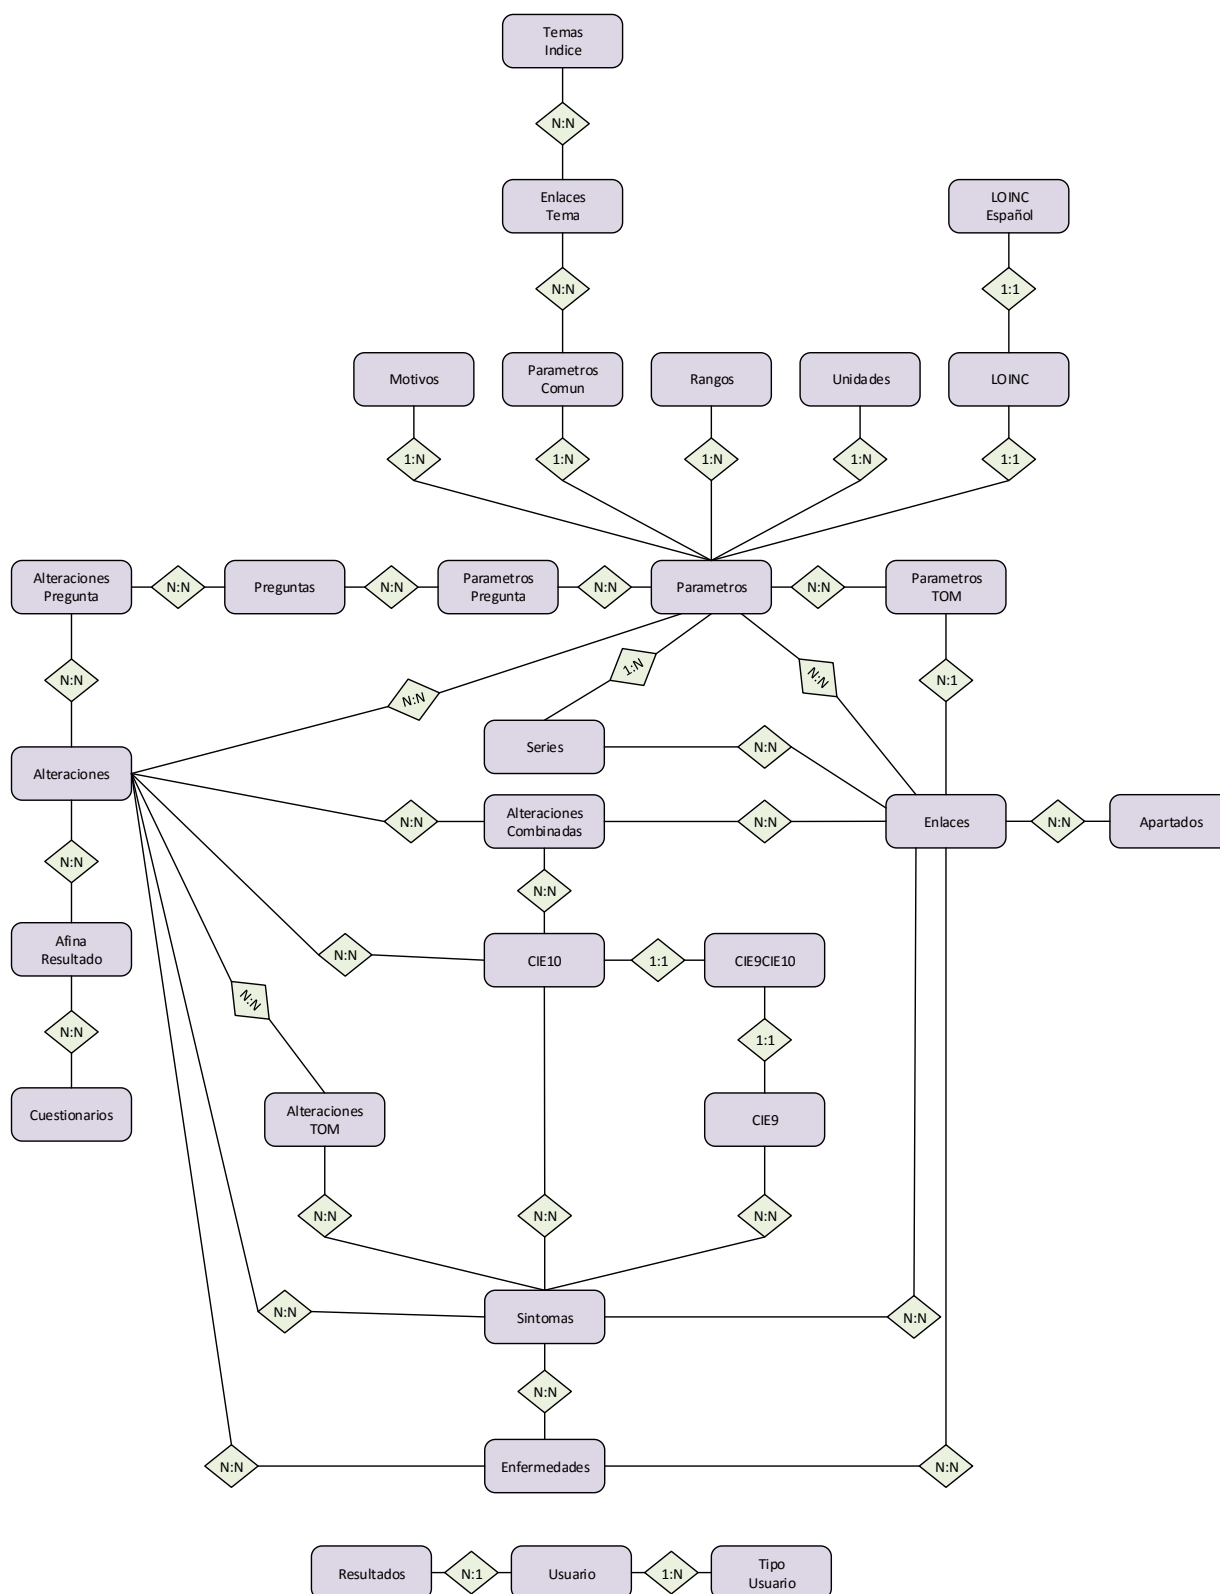 Temas
Indice
N:N
Enlaces
Tema
LOINC
Español
N:N
1:1
Motivos
Parametros
Comun
Rangos
Unidades
LOINC
1:N
1:N
1:N
1:N
1:1
Alteraciones
Pregunta
N:N
Preguntas
N:N
Parametros
Pregunta
N:N
Parametros
N:N
Parametros
TOM
N:N
N:N
1:N
N:N
N:1
Alteraciones
Series
N:N
N:N
Alteraciones
Combinadas
N:N
Enlaces
N:N
Apartados
N:N
N:N
Afina
Resultado
N:N
CIE10
1:1
CIE9CIE10
N:N
N:N
1:1
Cuestionarios
Alteraciones
TOM
CIE9
N:N
N:N
N:N
N:N
Sintomas
N:N
N:N
N:N
Enfermedades
N:N
Resultados
N:1
Usuario
1:N
Tipo
Usuario